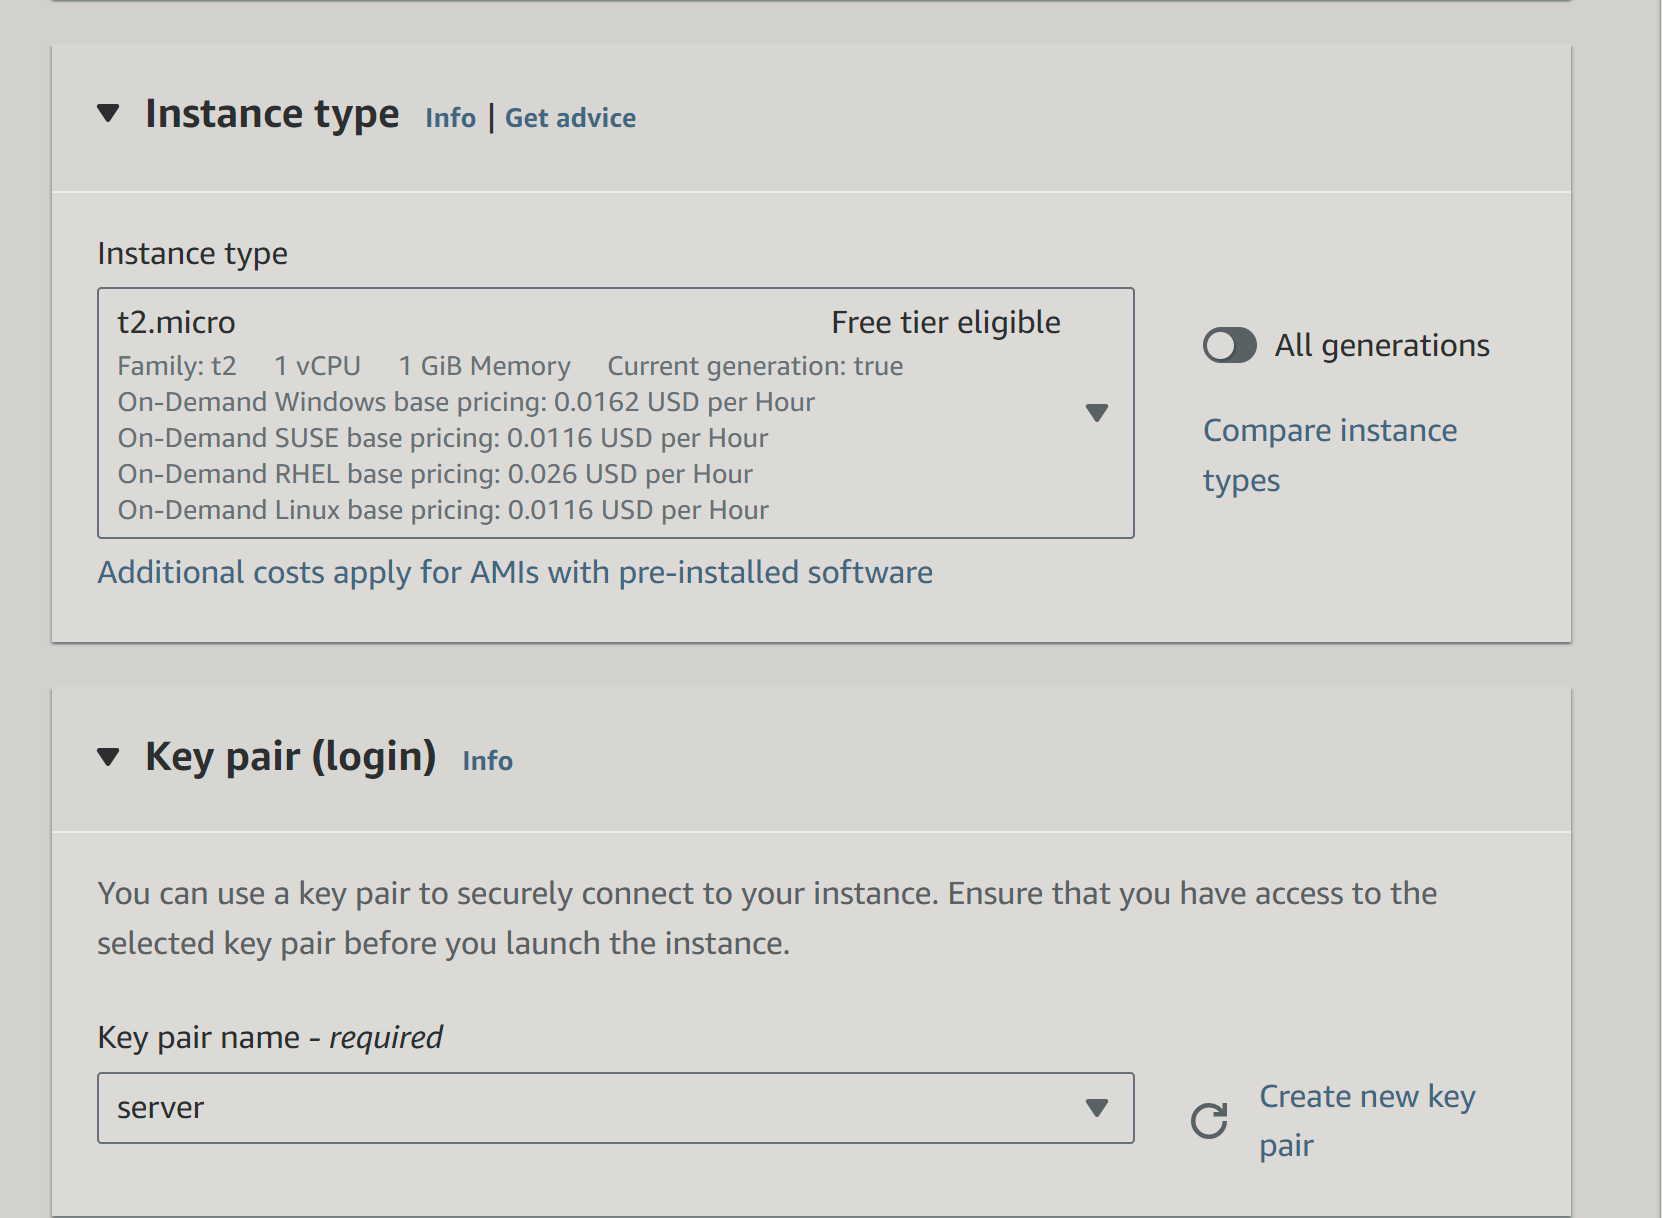 Instance type Info | Get advice
Instance type
t2.micro Free tier eligible
Family: t2 1 vCPU 1 GiB Memory Current generation: true
On-Demand Windows base pricing: 0.0162 USD per Hour
On-Demand SUSE base pricing: 0.0116 USD per Hour
On-Demand RHEL base pricing: 0.026 USD per Hour
On-Demand Linux base pricing: 0.0116 USD per Hour
All generations
Compare instance
types
Additional costs apply for AMIs with pre-installed software
Key pair (login) Info
You can use a key pair to securely connect to your instance. Ensure that you have access to the
selected key pair before you launch the instance.
Key pair name - required
server
Create new key
pair